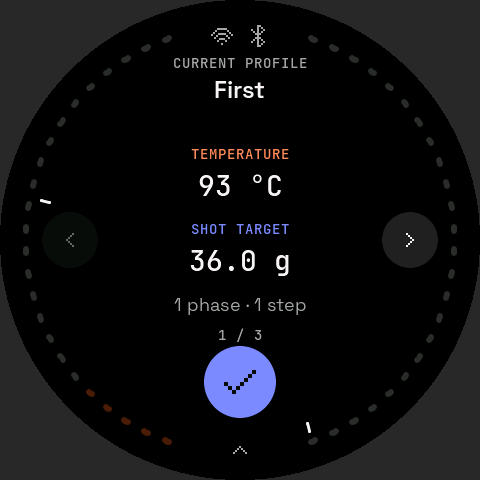 CURRENT PROFILE
First
TEMPERATURE
93 °C
SHOT TARGET
36.0 g
1 phase · 1 step
1 / 3